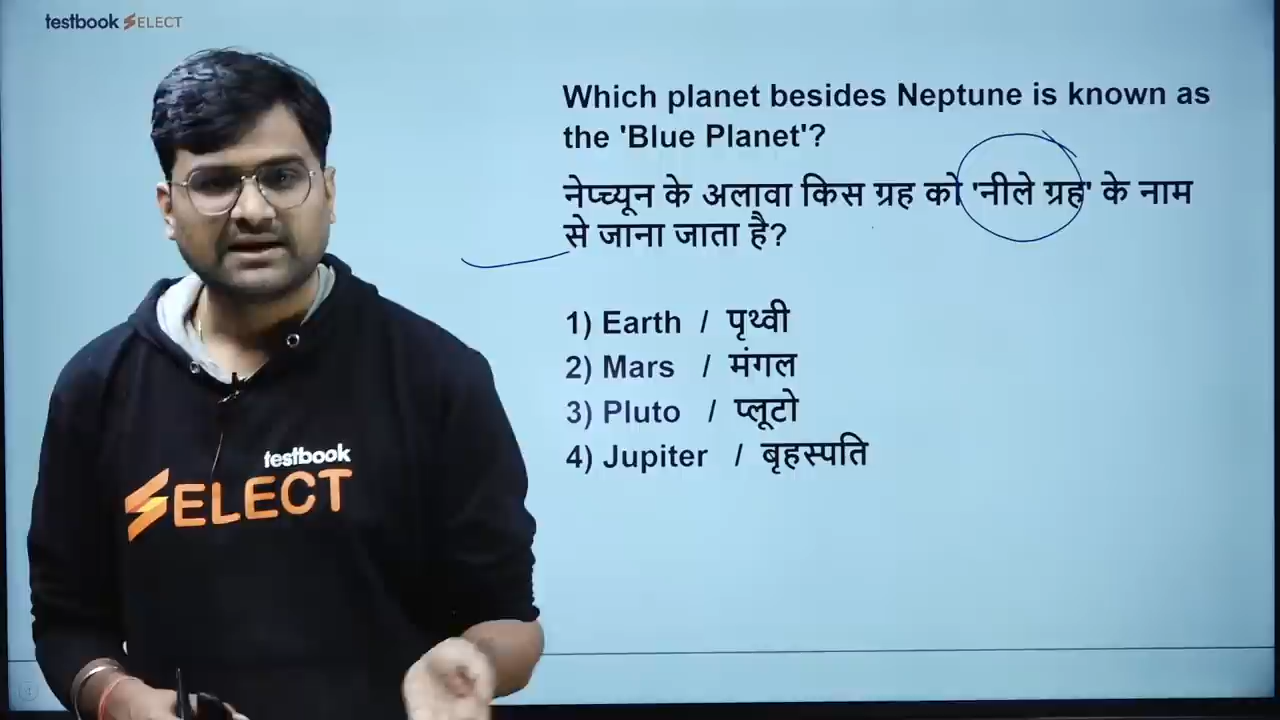 testbook SELECT
Which planet besides Neptune is known as
the 'Blue Planet'?
नेप्च्यून के अलावा किस ग्रह को 'नीले ग्रह' के नाम
से जाना जाता है?
1) Earth / पृथ्वी
2) Mars / मंगल
3) Pluto / प्लूटो
4) Jupiter / बृहस्पति
testbook
SELECT